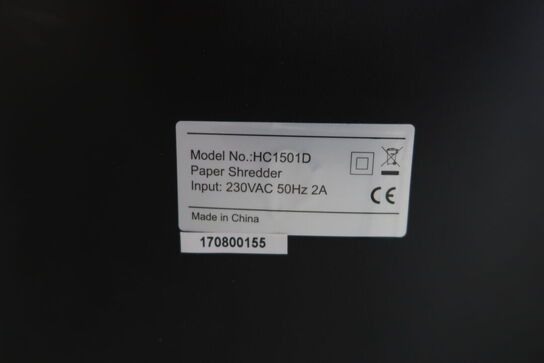 Model No.:HC1501D
Paper Shredder
Input: 230VAC 50Hz 2A
CE
Made in China
170800155